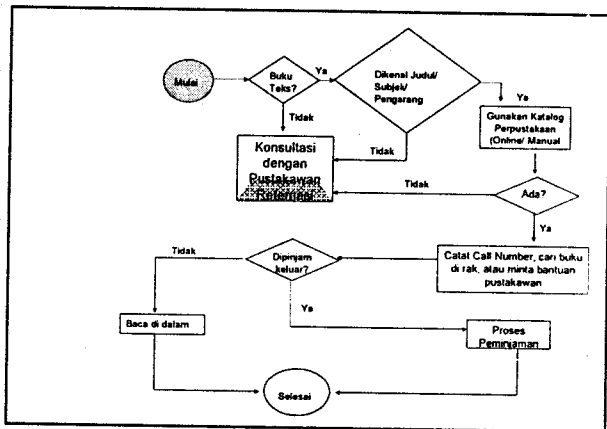 Mulai
Buku
Teks?
Ya
Dikenal Judul/
Subjek/
Pengarang
Ya
Gunakan Katalog
Perpustakaan
(Online/ Manual
Tidak
Tidak
Konsultasi
dengan
Pustakawan
Referensi
Tidak
Ada?
Ya
Tidak
Dipinjam
keluar?
Catat Call Number, cari buku
di rak, atau minta bantuan
pustakawan
Baca di dalam
Ya
Proses
Peminjaman
Selesai